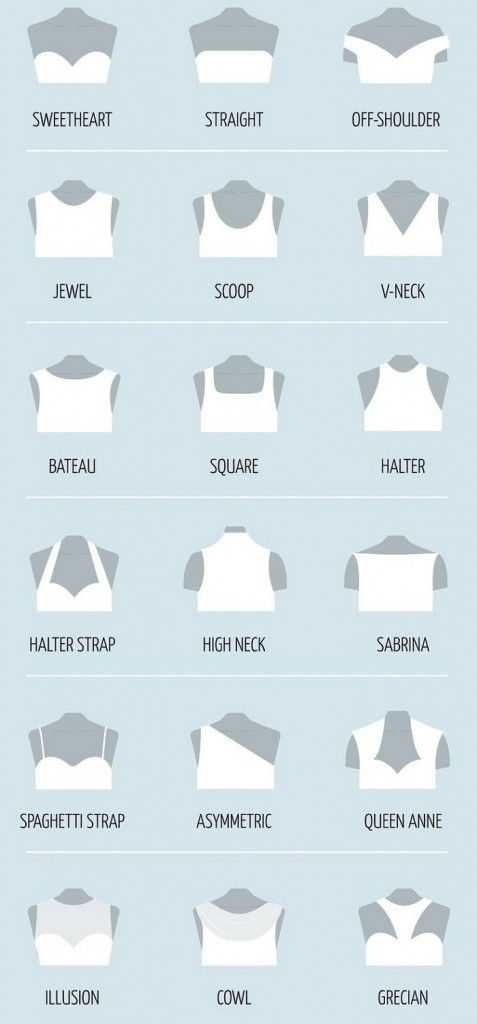 SWEETHEART
STRAIGHT
OFF-SHOULDER
JEWEL
SCOOP
V-NECK
BATEAU
SQUARE
HALTER
HALTER STRAP
HIGH NECK
SABRINA
SPAGHETTI STRAP
ASYMMETRIC
QUEEN ANNE
ILLUSION
COWL
GRECIAN